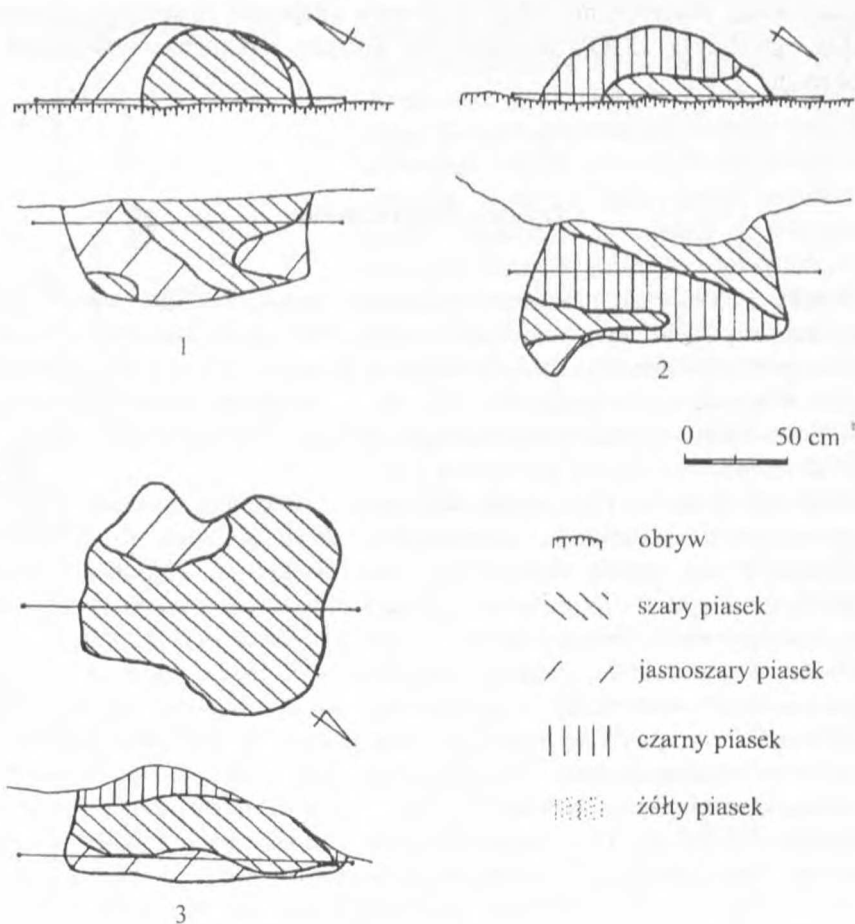 1
2
0 50 cm
obryw
szary piasek
jasnoszary piasek
czarny piasek
żółty piasek
3